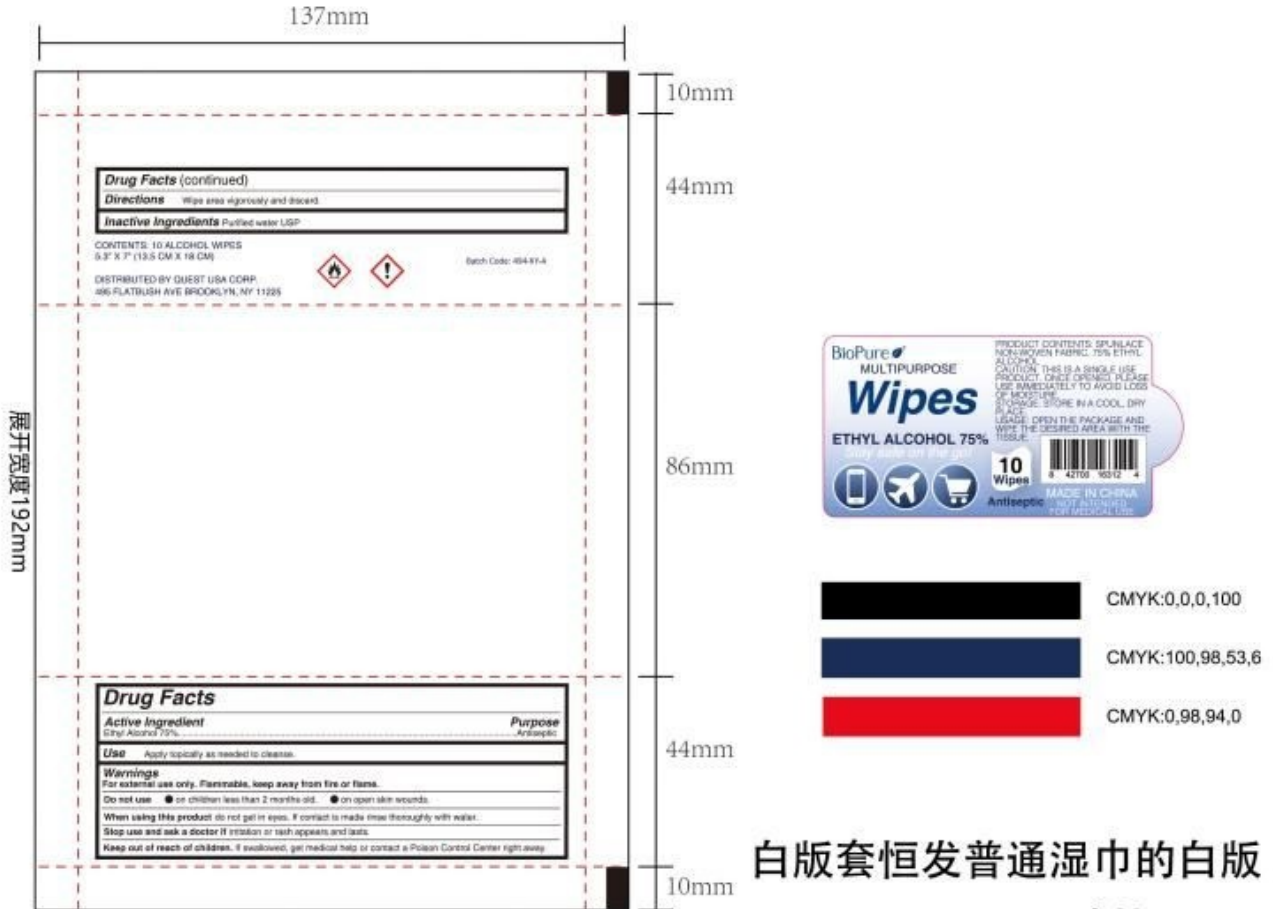 137mm
10mm
44mm
Drug Facts (continued)
Directions Wipe area vigorously and discard.
Inactive Ingredients Purified water USP
CONTENTS: 10 ALCOHOL WIPES
5.3" X 7" (13.5 CM X 18 CM)
Batch Code: 494-XY-4
DISTRIBUTED BY QUEST USA CORP.
495 FLATBUSH AVE BROOKLYN, NY 11225
86mm
展开宽度192mm
Drug Facts
Active Ingredient Purpose
Ethyl Alcohol 75% Antiseptic
Use Apply topically as needed to cleanse.
Warnings
For external use only. Flammable, keep away from fire or flame.
Do not use ● on children less than 2 months old. ● on open skin wounds.
When using this product do not get in eyes. If contact is made rinse thoroughly with water.
Stop use and ask a doctor if irritation or rash appears and lasts.
Keep out of reach of children. If swallowed, get medical help or contact a Poison Control Center right away.
44mm
10mm
BioPure
MULTIPURPOSE
Wipes
ETHYL ALCOHOL 75%
Stay safe on the go!
PRODUCT CONTENTS: SPUNLACE
NON-WOVEN FABRIC, 75% ETHYL
ALCOHOL
CAUTION: THIS IS A SINGLE USE
PRODUCT. ONCE OPENED, PLEASE
USE IMMEDIATELY TO AVOID LOSS
OF MOISTURE.
STORAGE: STORE IN A COOL, DRY
PLACE.
USAGE: OPEN THE PACKAGE AND
WIPE THE DESIRED AREA WITH THE
TISSUE.
10
Wipes
Antiseptic
8 42700 16312 4
MADE IN CHINA
NOT INTENDED
FOR MEDICAL USE
CMYK:0,0,0,100
CMYK:100,98,53,6
CMYK:0,98,94,0
白版套恒发普通湿巾的白版